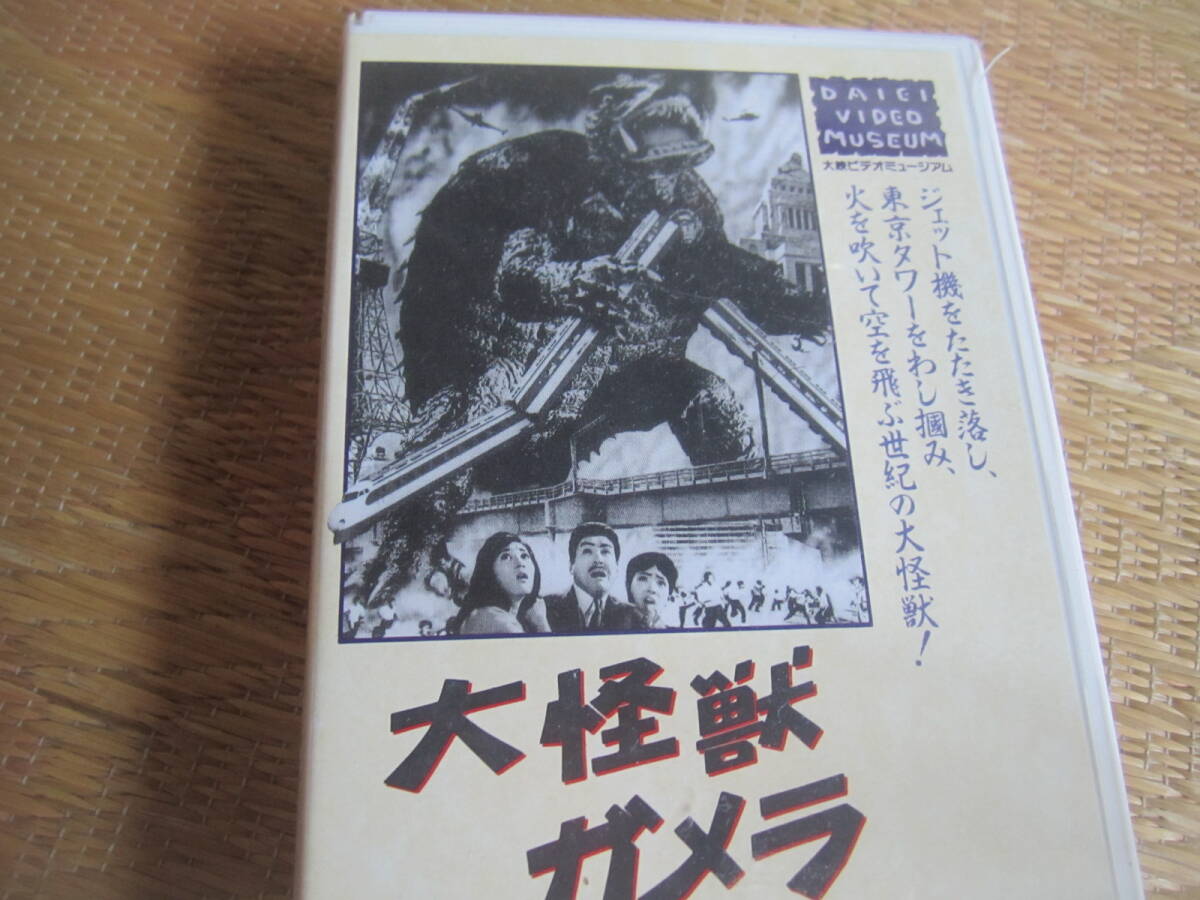 DAIEI
VIDEO
MUSEUM
大映ビデオミュージアム
ジェット機をたたき落し、
東京タワーをわし摑み、
火を吹いて空を飛ぶ世紀の大怪獣!
大怪獣
ガメラ